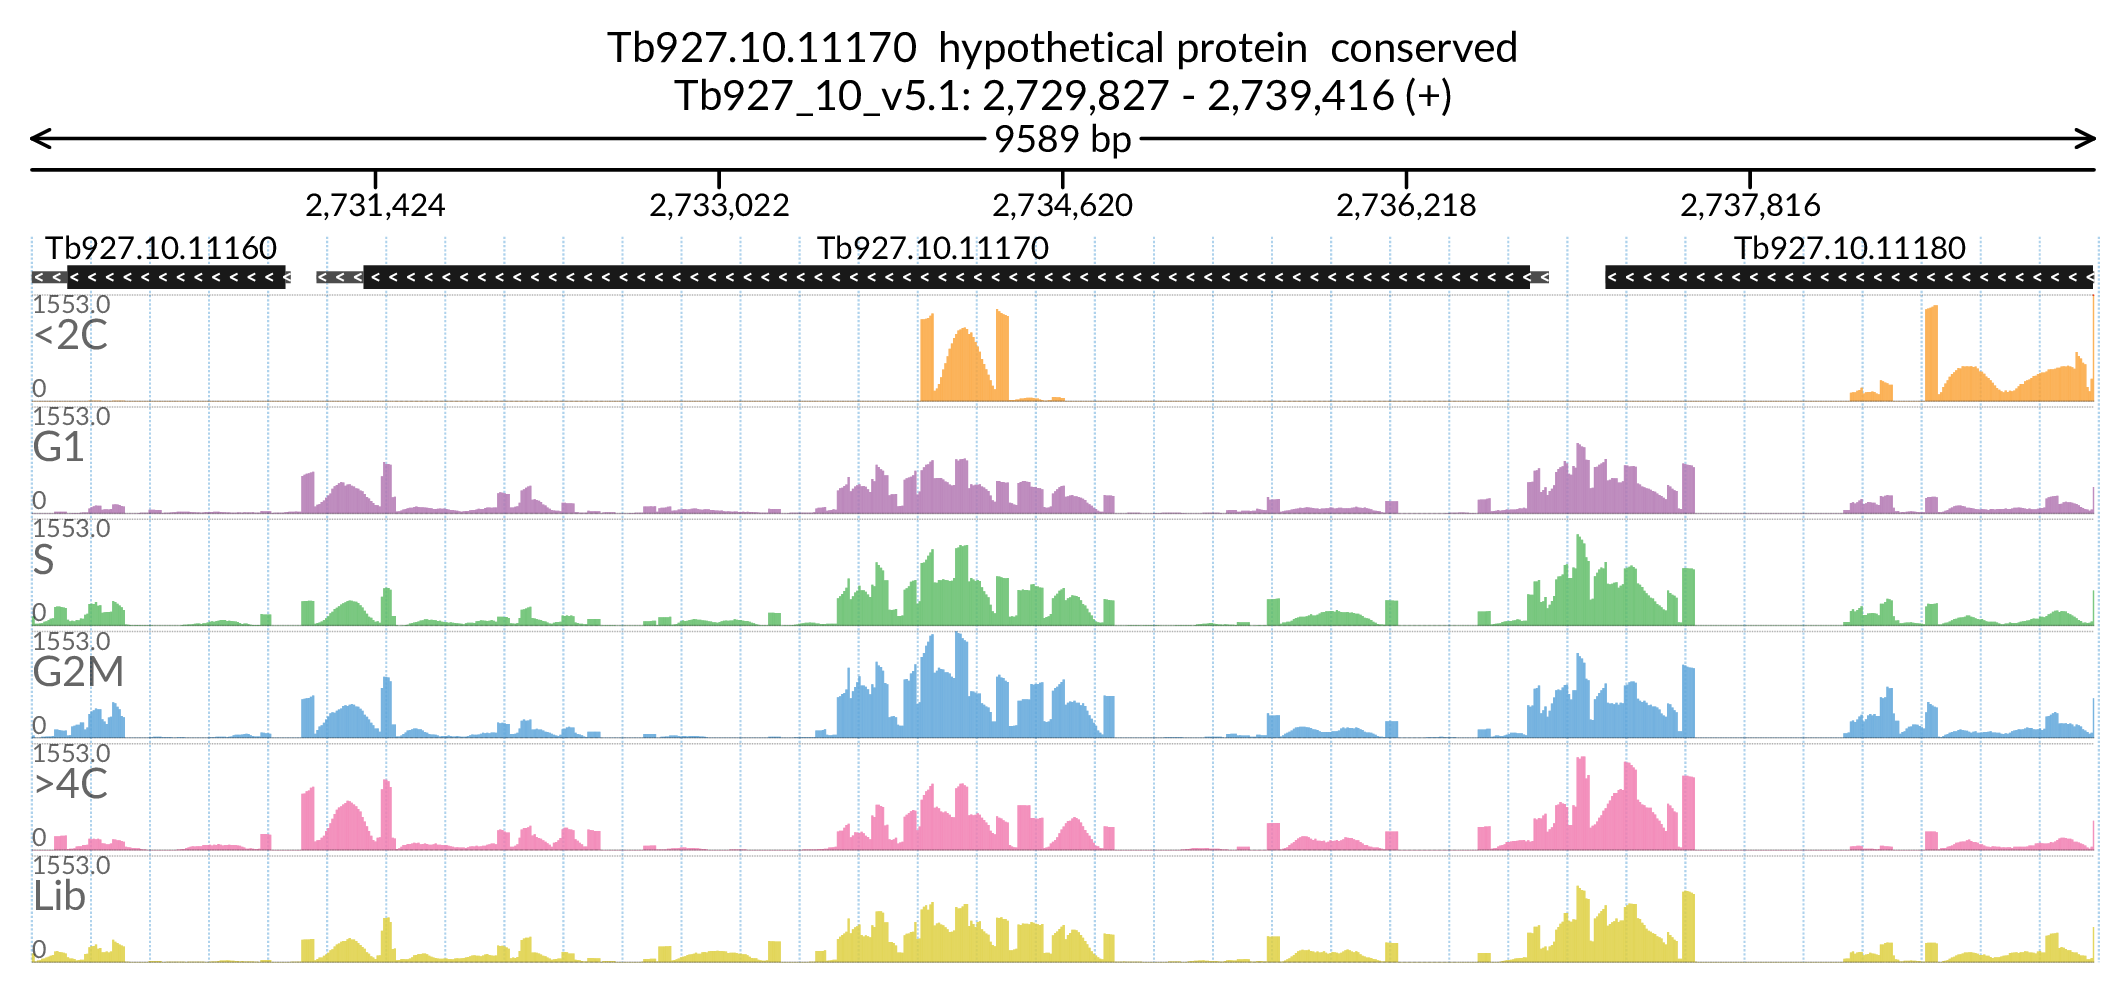 Tb927.10.11170 hypothetical protein conserved
Tb927_10_v5.1: 2,729,827 - 2,739,416 (+)
9589 bp
2,731,424 2,733,022 2,734,620 2,736,218 2,737,816
Tb927.10.11160 Tb927.10.11170 Tb927.10.11180
1553.0
<2C
0
1553.0
G1
0
1553.0
S
0
1553.0
G2M
0
1553.0
>4C
0
1553.0
Lib
0